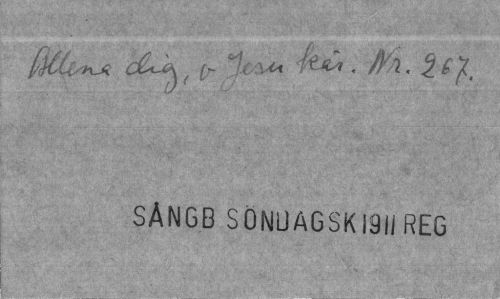 Allena dig, o Jesu kär. Nr. 267.
SÅNGB SÖNDAGSK 1911 REG